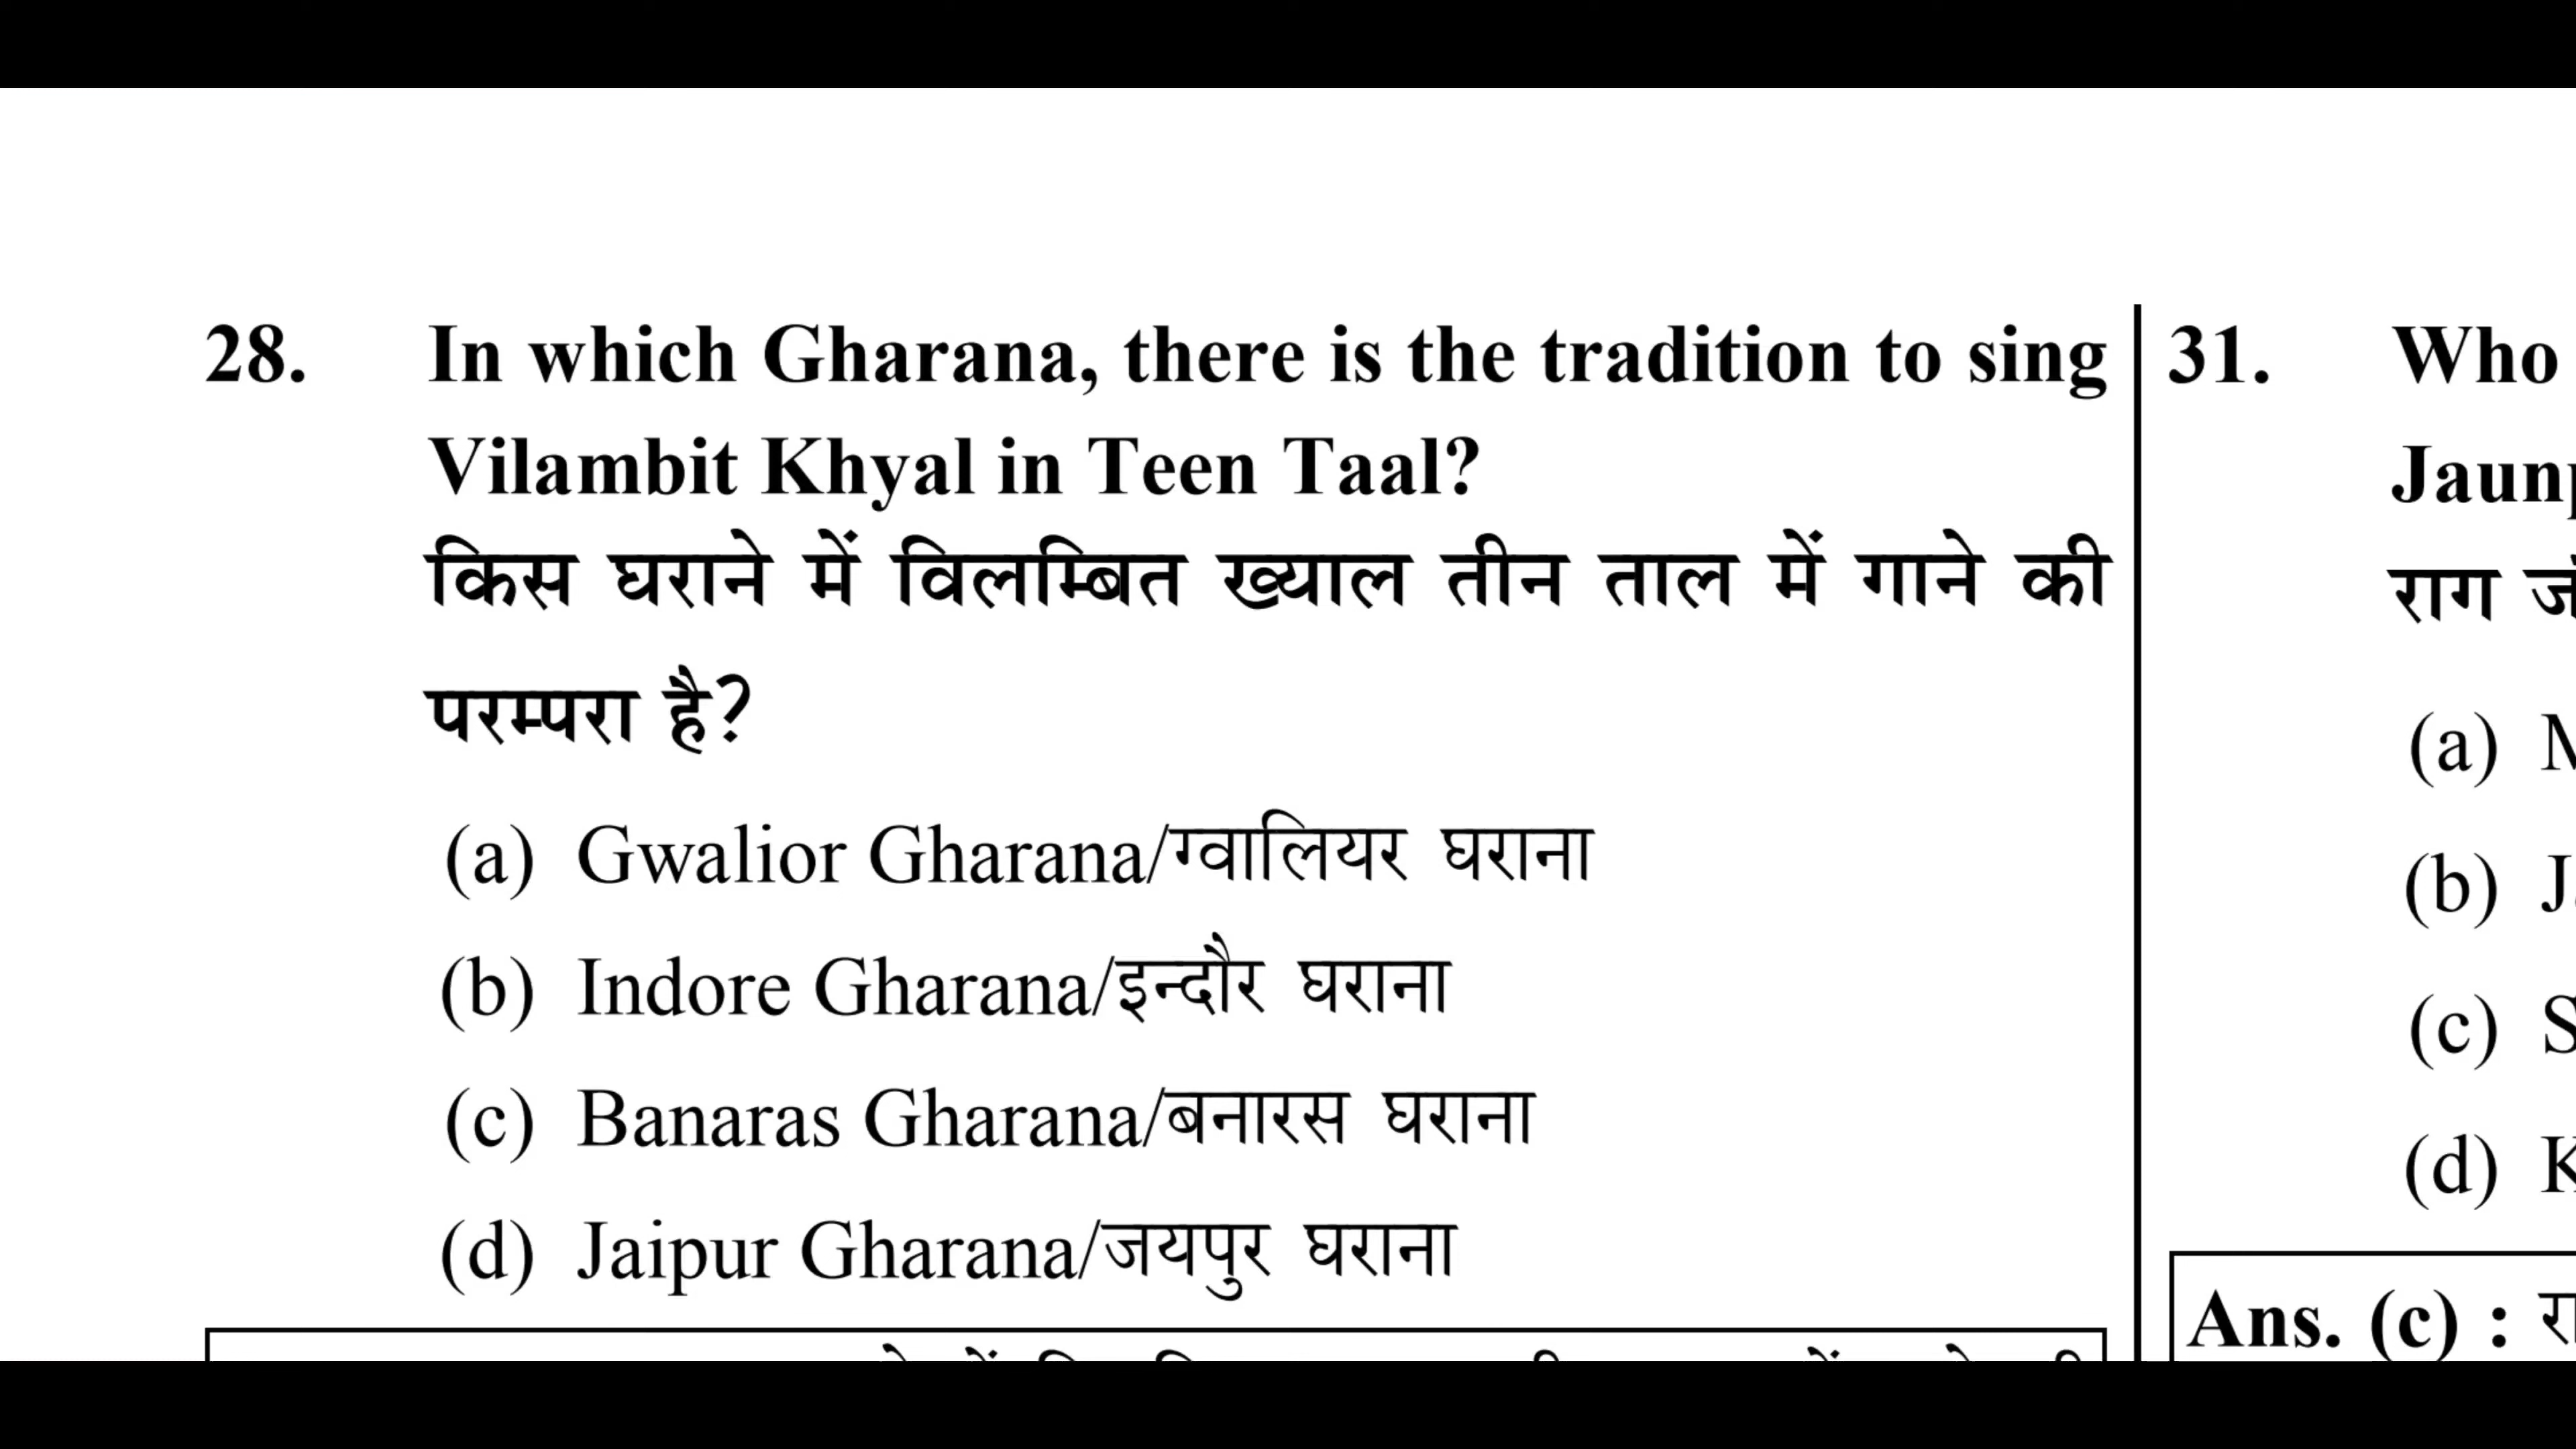 28. In which Gharana, there is the tradition to sing
Vilambit Khyal in Teen Taal?
किस घराने में विलम्बित ख्याल तीन ताल में गाने की
परम्परा है?
(a) Gwalior Gharana/ग्वालियर घराना
(b) Indore Gharana/इन्दौर घराना
(c) Banaras Gharana/बनारस घराना
(d) Jaipur Gharana/जयपुर घराना
31. Who
राग
(a)
(b)
(c)
(d)
Ans. (c) :